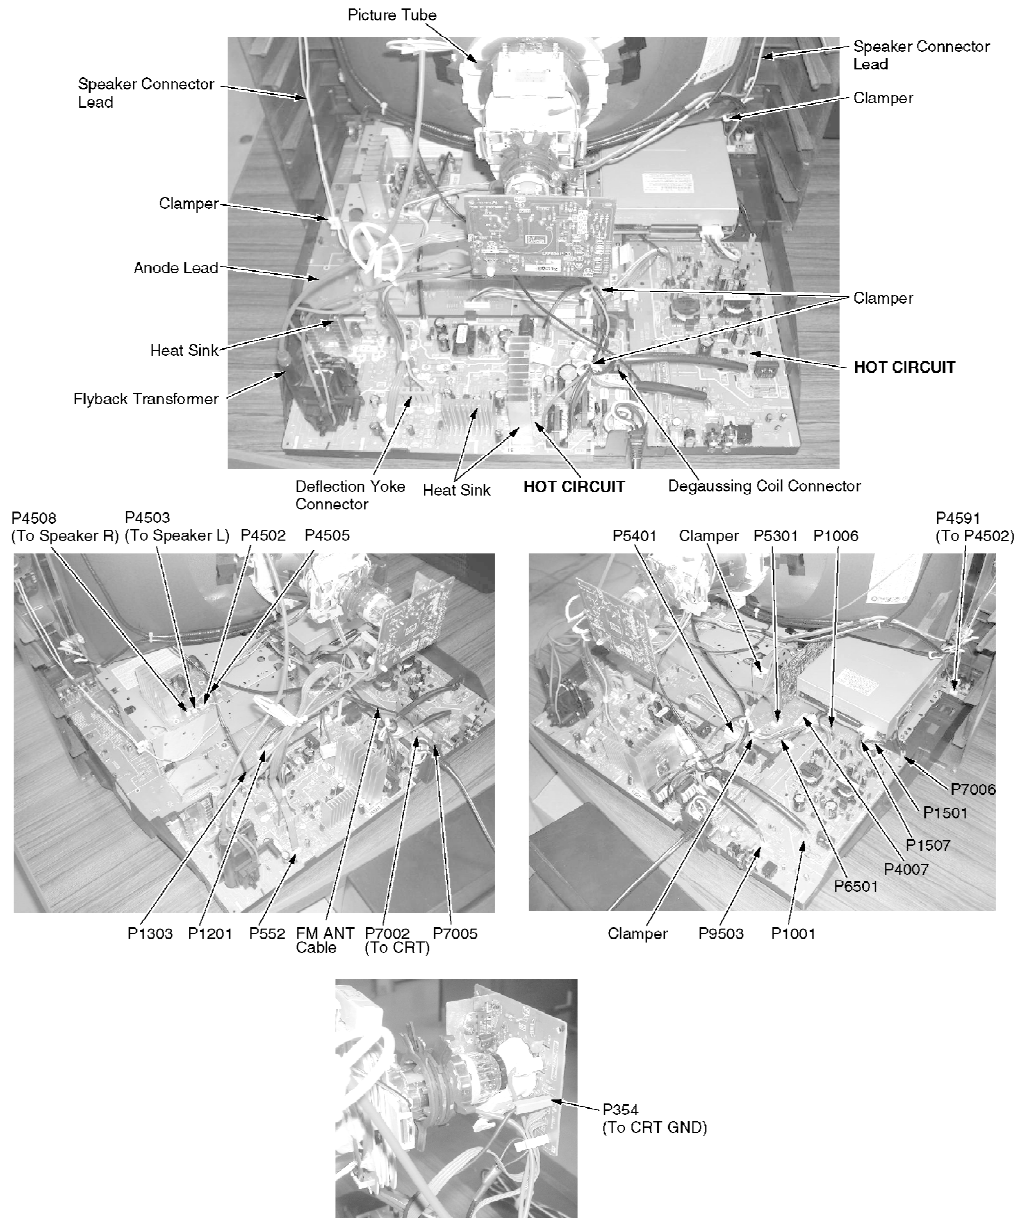 Picture Tube
Speaker Connector
Lead
Speaker Connector
Lead
Clamper
Clamper
Anode Lead
Clamper
Heat Sink
HOT CIRCUIT
Flyback Transformer
Deflection Yoke
Connector
Heat Sink
HOT CIRCUIT
Degaussing Coil Connector
P4508
(To Speaker R)
P4503
(To Speaker L)
P4502
P4505
P5401
Clamper
P5301
P1006
P4591
(To P4502)
P7006
P1501
P1507
P4007
P6501
P1303
P1201
P552
FM ANT
Cable
P7002
(To CRT)
P7005
Clamper
P9503
P1001
P354
(To CRT GND)